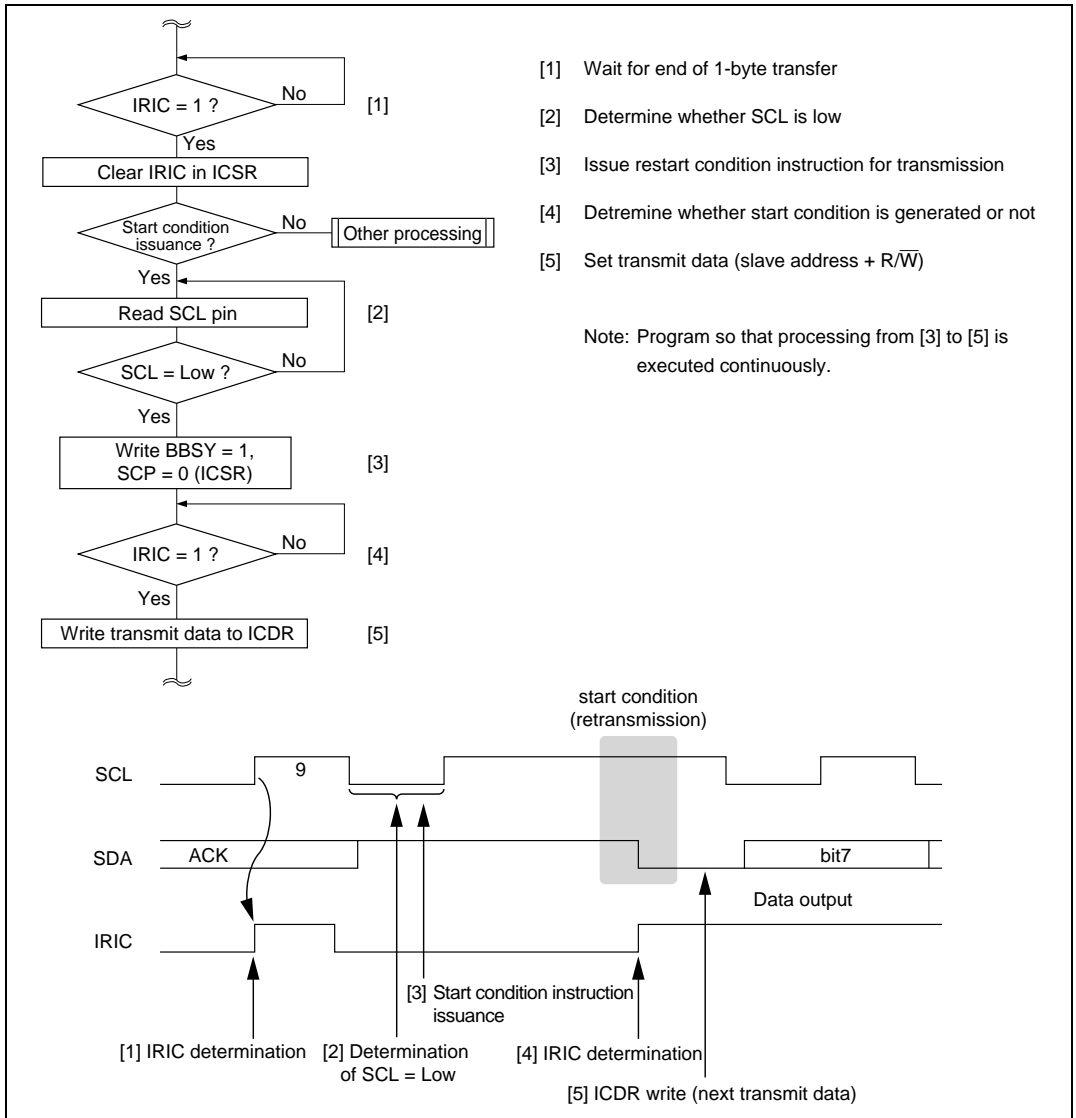 IRIC = 1 ?
No
[1]
Yes
Clear IRIC in ICSR
Start condition
issuance ?
No
Other processing
Yes
Read SCL pin
[2]
SCL = Low ?
No
Yes
Write BBSY = 1,
SCP = 0 (ICSR)
[3]
IRIC = 1 ?
No
[4]
Yes
Write transmit data to ICDR
[5]
[1] Wait for end of 1-byte transfer
[2] Determine whether SCL is low
[3] Issue restart condition instruction for transmission
[4] Detremine whether start condition is generated or not
[5] Set transmit data (slave address + R/W̅)
Note: Program so that processing from [3] to [5] is
executed continuously.
start condition
(retransmission)
SCL
9
SDA
ACK
bit7
Data output
IRIC
[3] Start condition instruction
issuance
[1] IRIC determination
[2] Determination
of SCL = Low
[4] IRIC determination
[5] ICDR write (next transmit data)